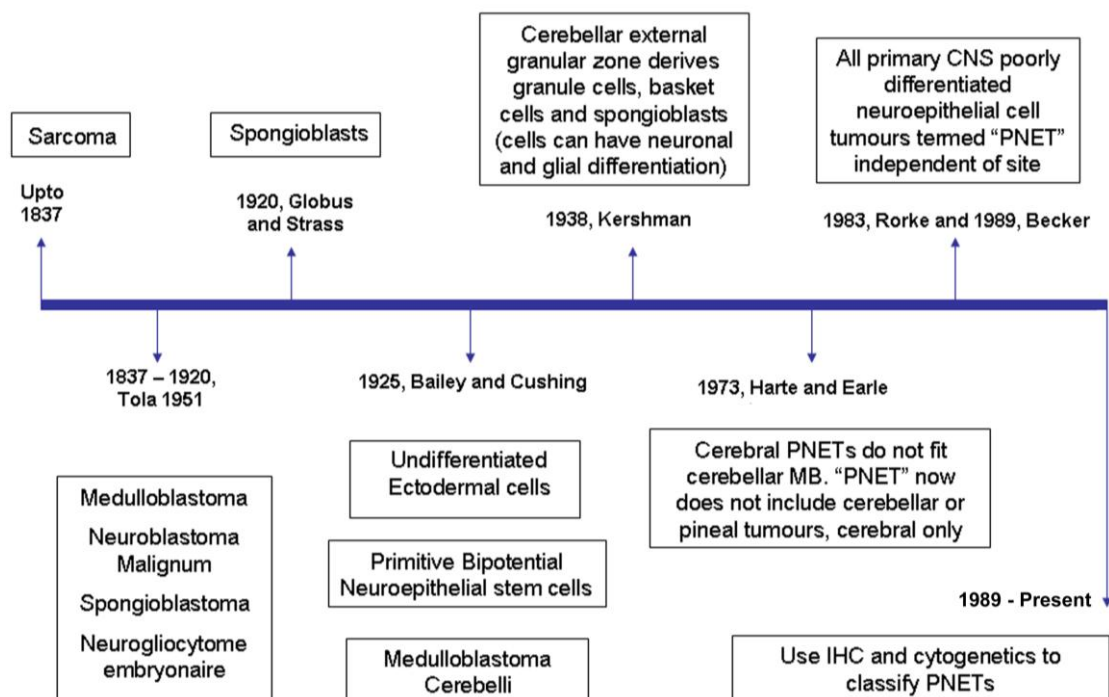 Sarcoma
Upto
1837
Spongioblasts
1920, Globus
and Strass
Cerebellar external
granular zone derives
granule cells, basket
cells and spongioblasts
(cells can have neuronal
and glial differentiation)
1938, Kershman
All primary CNS poorly
differentiated
neuroepithelial cell
tumours termed “PNET”
independent of site
1983, Rorke and 1989, Becker
1837 – 1920,
Tola 1951
Medulloblastoma
Neuroblastoma
Malignum
Spongioblastoma
Neurogliocytome
embryonaire
1925, Bailey and Cushing
Undifferentiated
Ectodermal cells
Primitive Bipotential
Neuroepithelial stem cells
Medulloblastoma
Cerebelli
1973, Harte and Earle
Cerebral PNETs do not fit
cerebellar MB. “PNET” now
does not include cerebellar or
pineal tumours, cerebral only
1989 - Present
Use IHC and cytogenetics to
classify PNETs